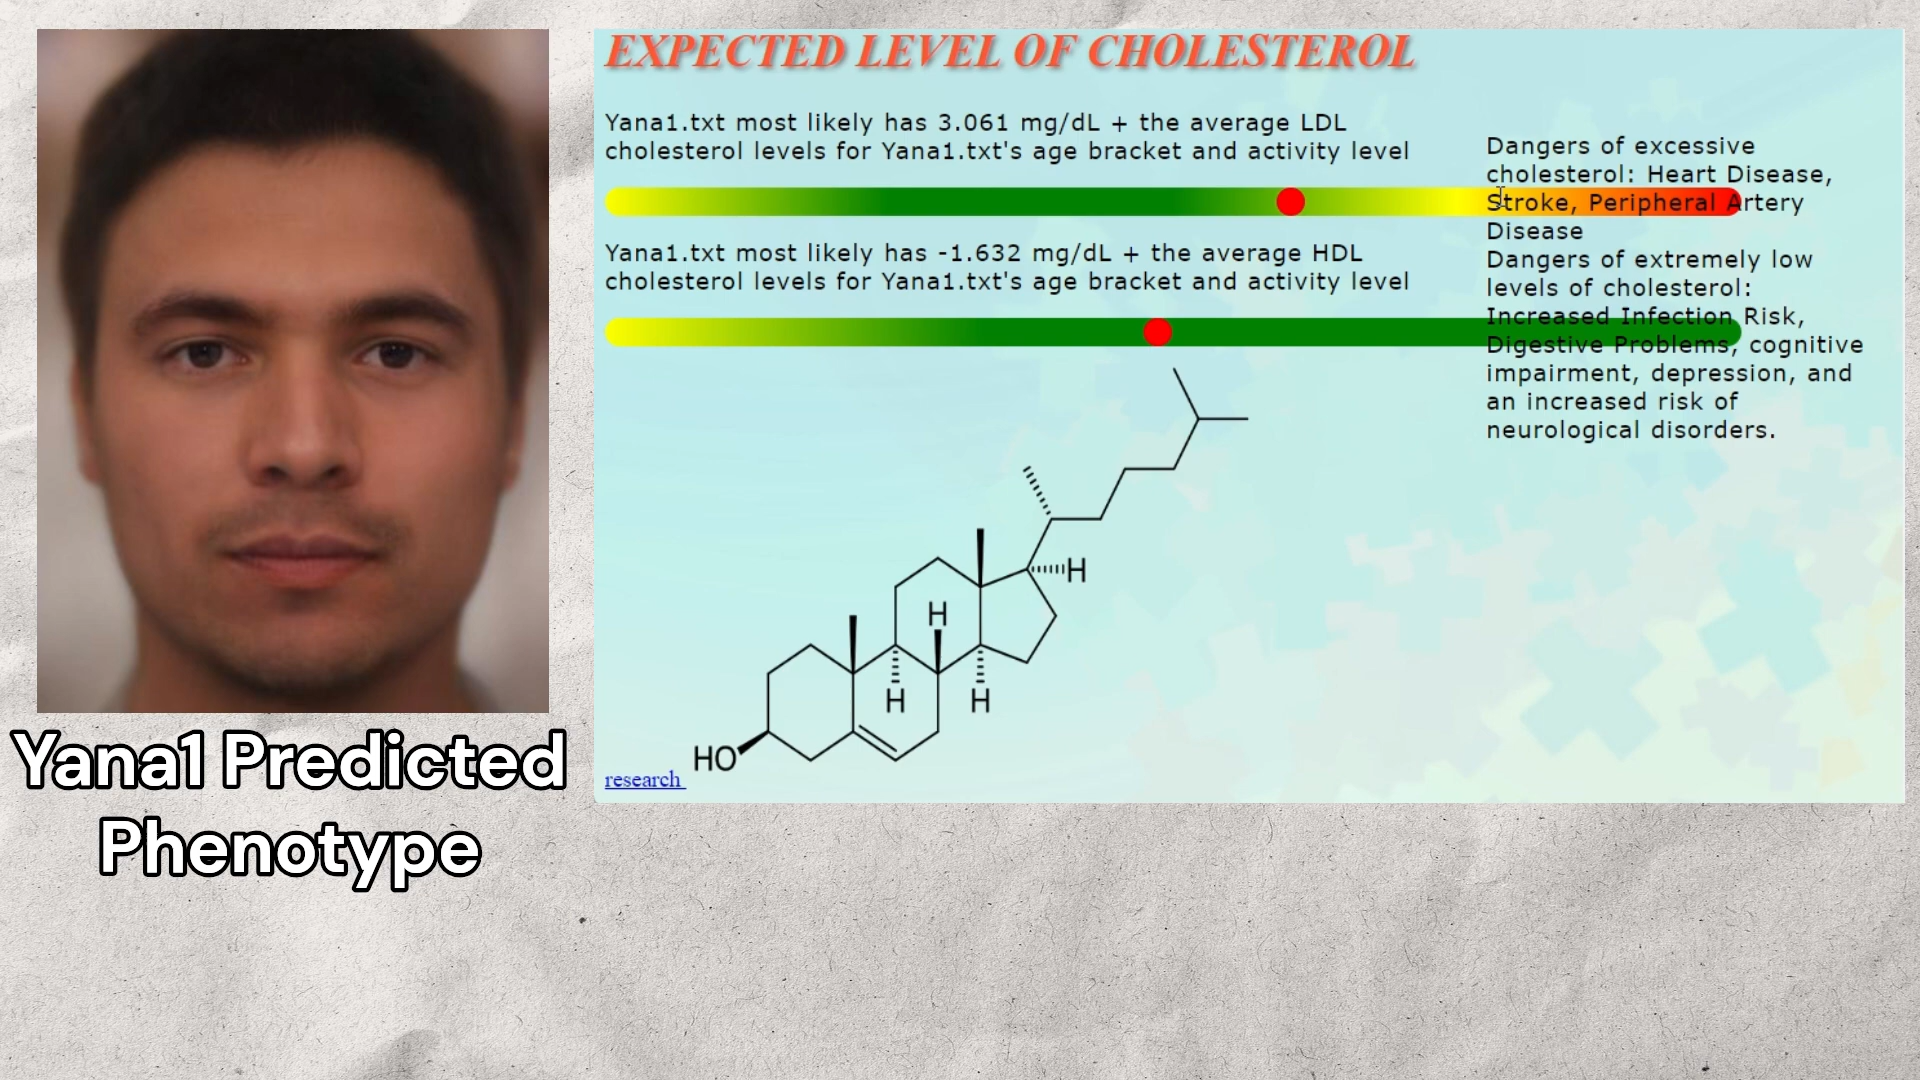 EXPECTED LEVEL OF CHOLESTEROL
Yana1.txt most likely has 3.061 mg/dL + the average LDL
cholesterol levels for Yana1.txt's age bracket and activity level
Yana1.txt most likely has -1.632 mg/dL + the average HDL
cholesterol levels for Yana1.txt's age bracket and activity level
Dangers of excessive
cholesterol: Heart Disease,
Stroke, Peripheral Artery
Disease
Dangers of extremely low
levels of cholesterol:
Increased Infection Risk,
Digestive Problems, cognitive
impairment, depression, and
an increased risk of
neurological disorders.
H
H
H
H
HO
research
Yana1 Predicted
Phenotype